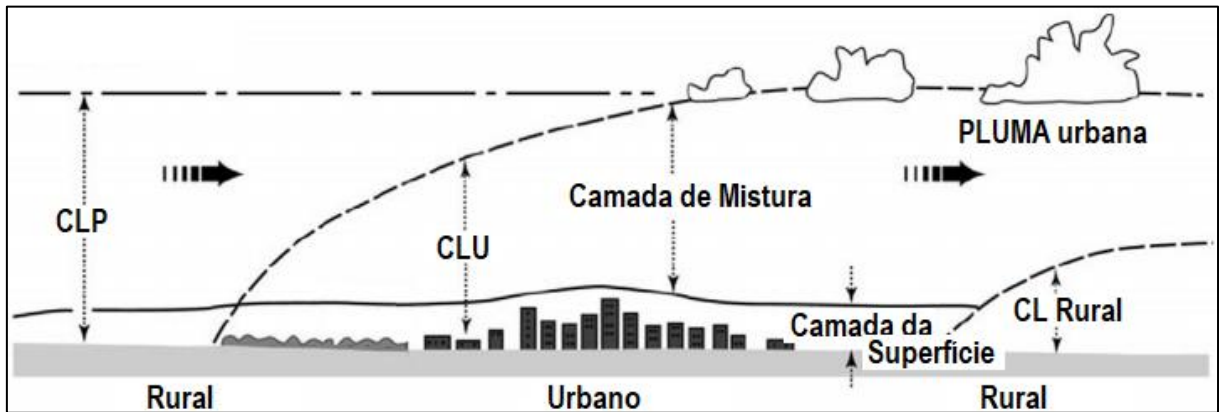 PLUMA urbana
Camada de Mistura
CLP
CLU
CL Rural
Camada da
Superfície
Rural
Urbano
Rural